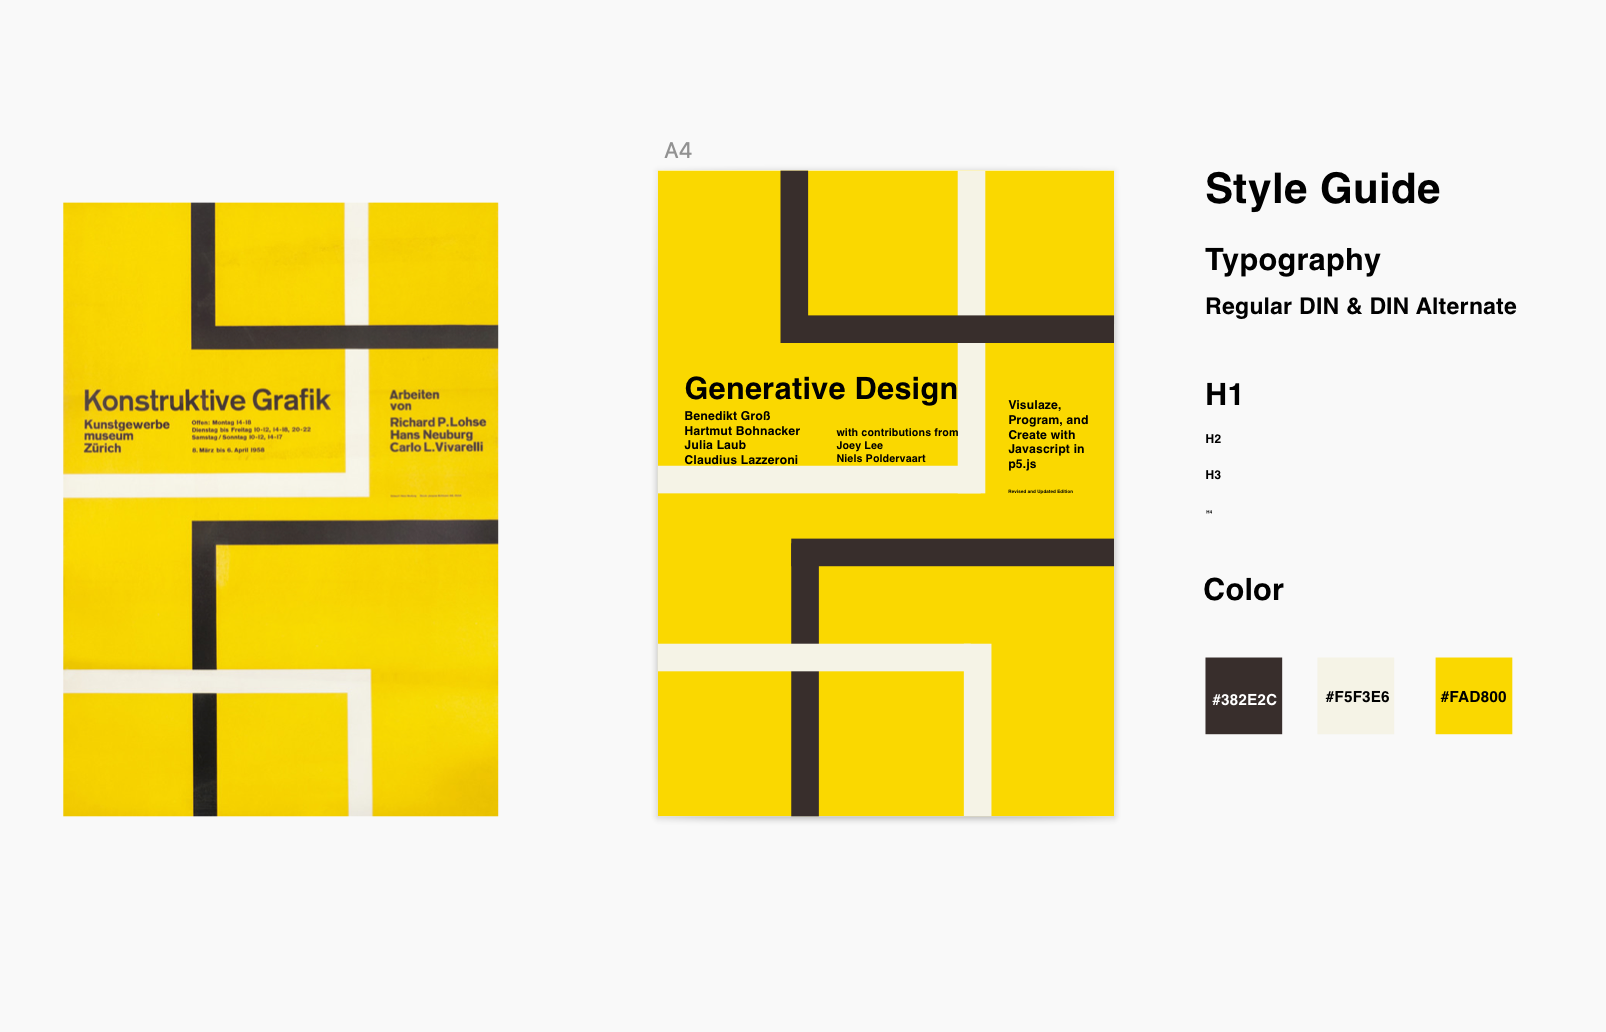 A4
Konstruktive Grafik
Kunstgewerbe
museum
Zürich
Offen: Montag 14-18
Dienstag bis Freitag 10-12, 14-18, 20-22
Samstag/Sonntag 10-12, 14-17
8. März bis 6. April 1958
Arbeiten
von
Richard P. Lohse
Hans Neuburg
Carlo L. Vivarelli
Generative Design
Benedikt Groß
Hartmut Bohnacker
Julia Laub
Claudius Lazzeroni
with contributions from
Joey Lee
Niels Poldervaart
Visulaze,
Program, and
Create with
Javascript in
p5.js
Revised and Updated Edition
Style Guide
Typography
Regular DIN & DIN Alternate
H1
H2
H3
H4
Color
#382E2C
#F5F3E6
#FAD800